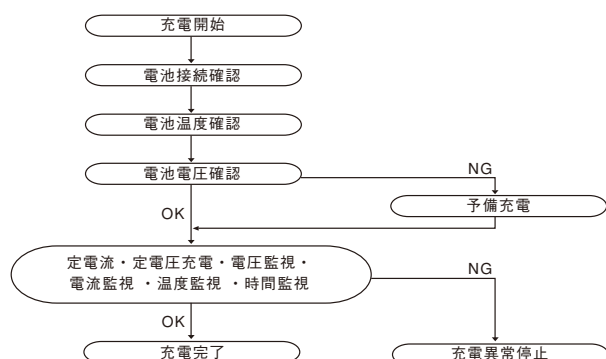 充電開始
電池接続確認
電池温度確認
電池電圧確認
NG
予備充電
OK
定電流・定電圧充電・電圧監視・
電流監視 ・温度監視 ・時間監視
NG
OK
充電完了
充電異常停止